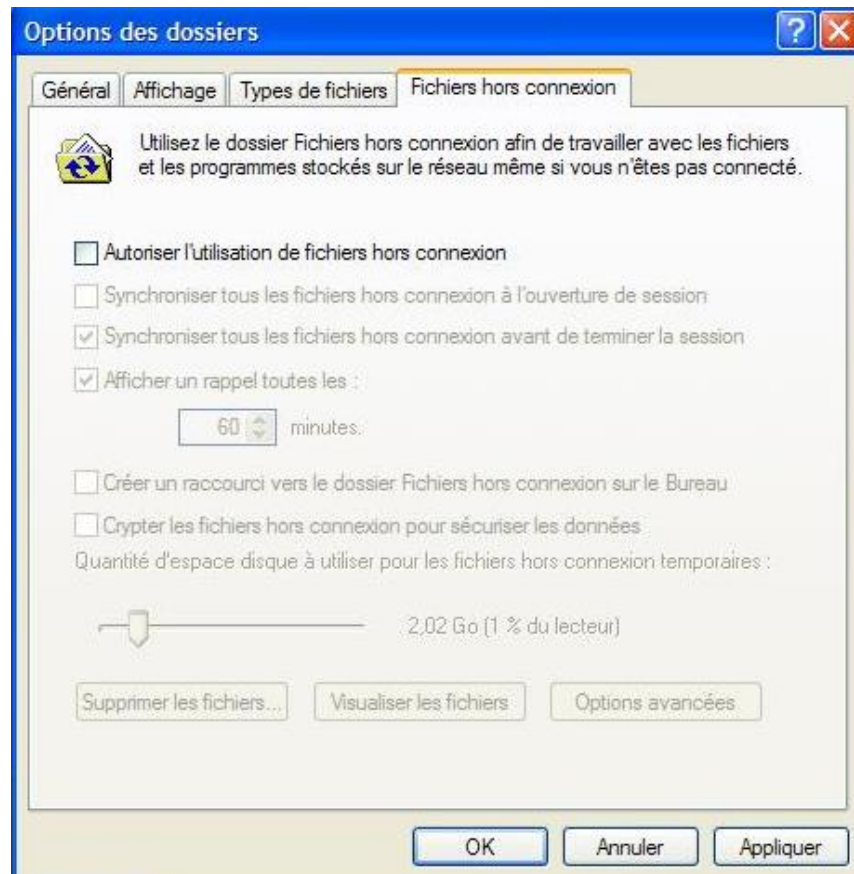 Options des dossiers
Général Affichage Types de fichiers Fichiers hors connexion
Utilisez le dossier Fichiers hors connexion afin de travailler avec les fichiers
et les programmes stockés sur le réseau même si vous n'êtes pas connecté.
Autoriser l'utilisation de fichiers hors connexion
Synchroniser tous les fichiers hors connexion à l'ouverture de session
Synchroniser tous les fichiers hors connexion avant de terminer la session
Afficher un rappel toutes les :
60 minutes.
Créer un raccourci vers le dossier Fichiers hors connexion sur le Bureau
Crypter les fichiers hors connexion pour sécuriser les données
Quantité d'espace disque à utiliser pour les fichiers hors connexion temporaires :
2,02 Go (1 % du lecteur)
Supprimer les fichiers... Visualiser les fichiers Options avancées
OK Annuler Appliquer